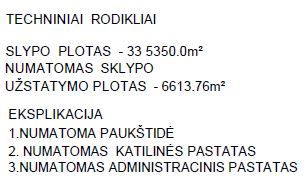 TECHNINIAI RODIKLIAI
SLYPO PLOTAS - 33 5350.0m²
NUMATOMAS SKLYPO
UŽSTATYMO PLOTAS - 6613.76m²
EKSPLIKACIJA
1.NUMATOMA PAUKŠTIDĖ
2. NUMATOMAS KATILINĖS PASTATAS
3.NUMATOMAS ADMINISTRACINIS PASTATAS